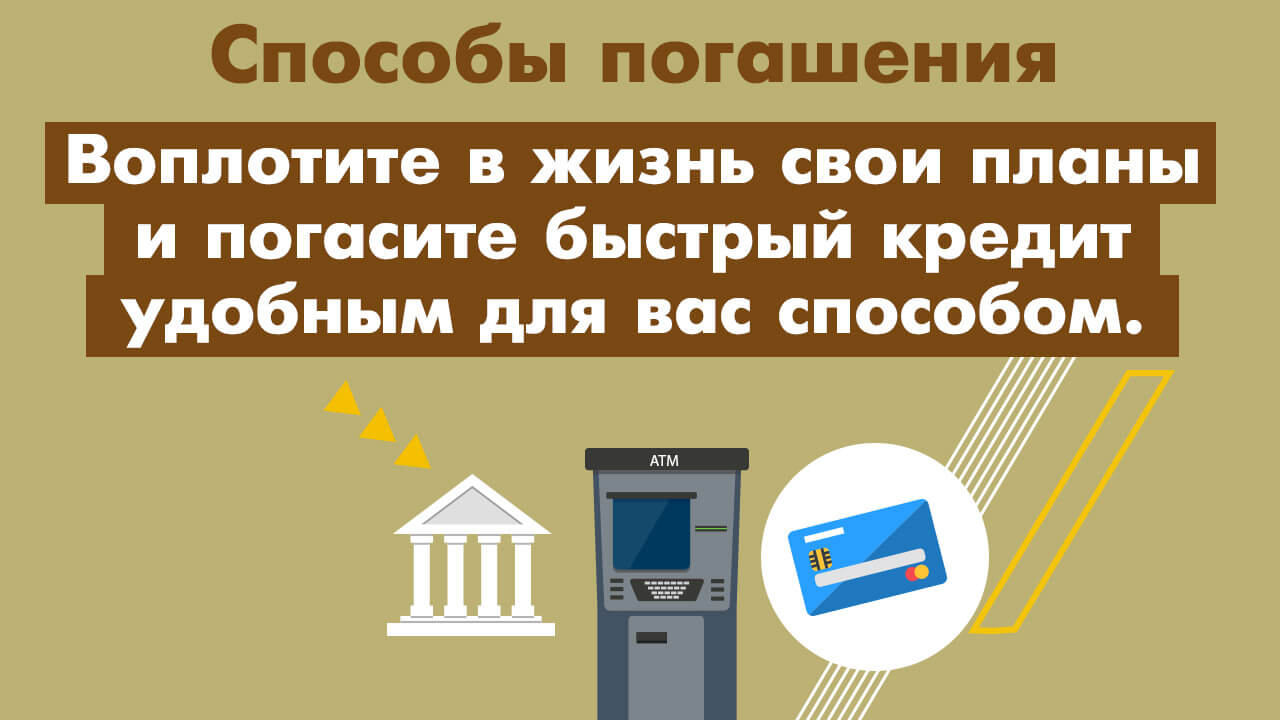 Способы погашения
Воплотите в жизнь свои планы
и погасите быстрый кредит
удобным для вас способом.
ATM